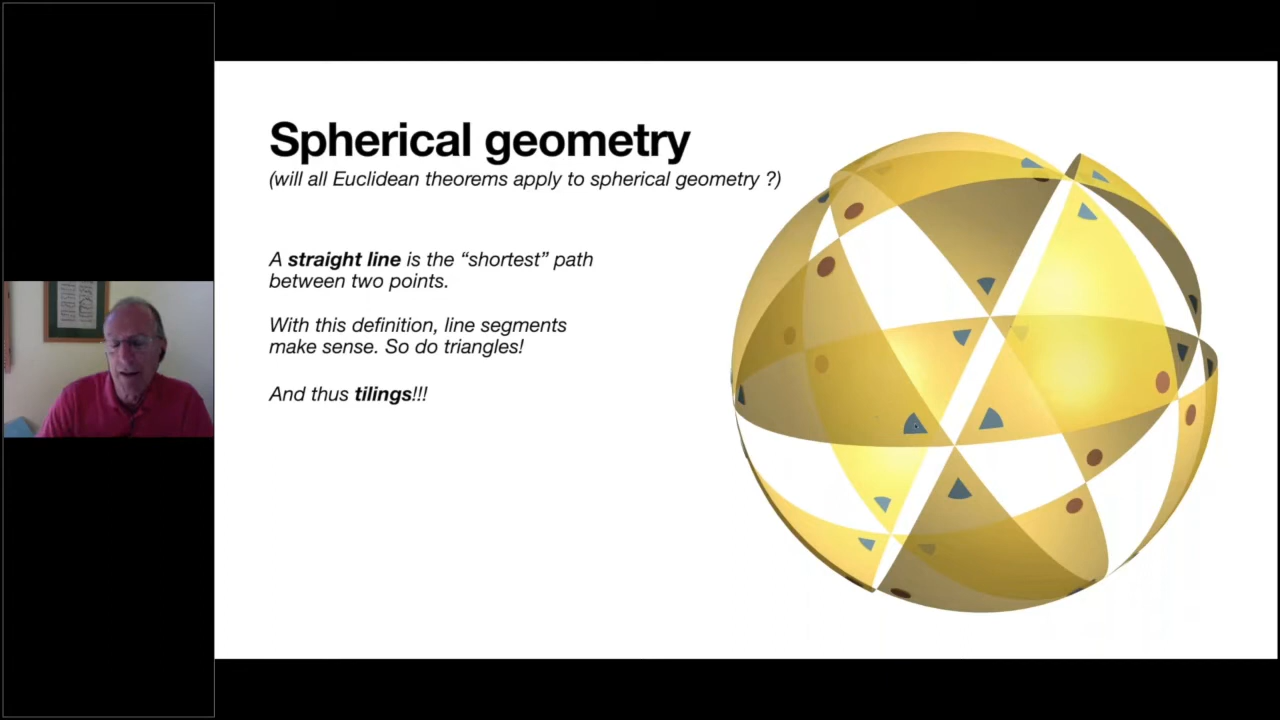 Spherical geometry
(will all Euclidean theorems apply to spherical geometry ?)
A straight line is the “shortest” path
between two points.
With this definition, line segments
make sense. So do triangles!
And thus tilings!!!